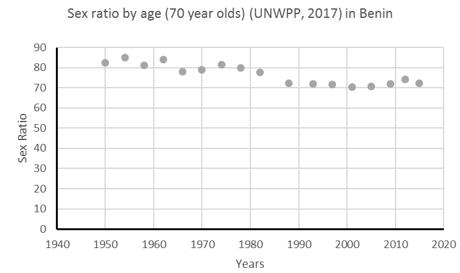 Sex ratio by age (70 year olds) (UNWPP, 2017) in Benin
90
80
70
60
50
40
30
20
10
0
Sex Ratio
1940 1950 1960 1970 1980 1990 2000 2010 2020
Years